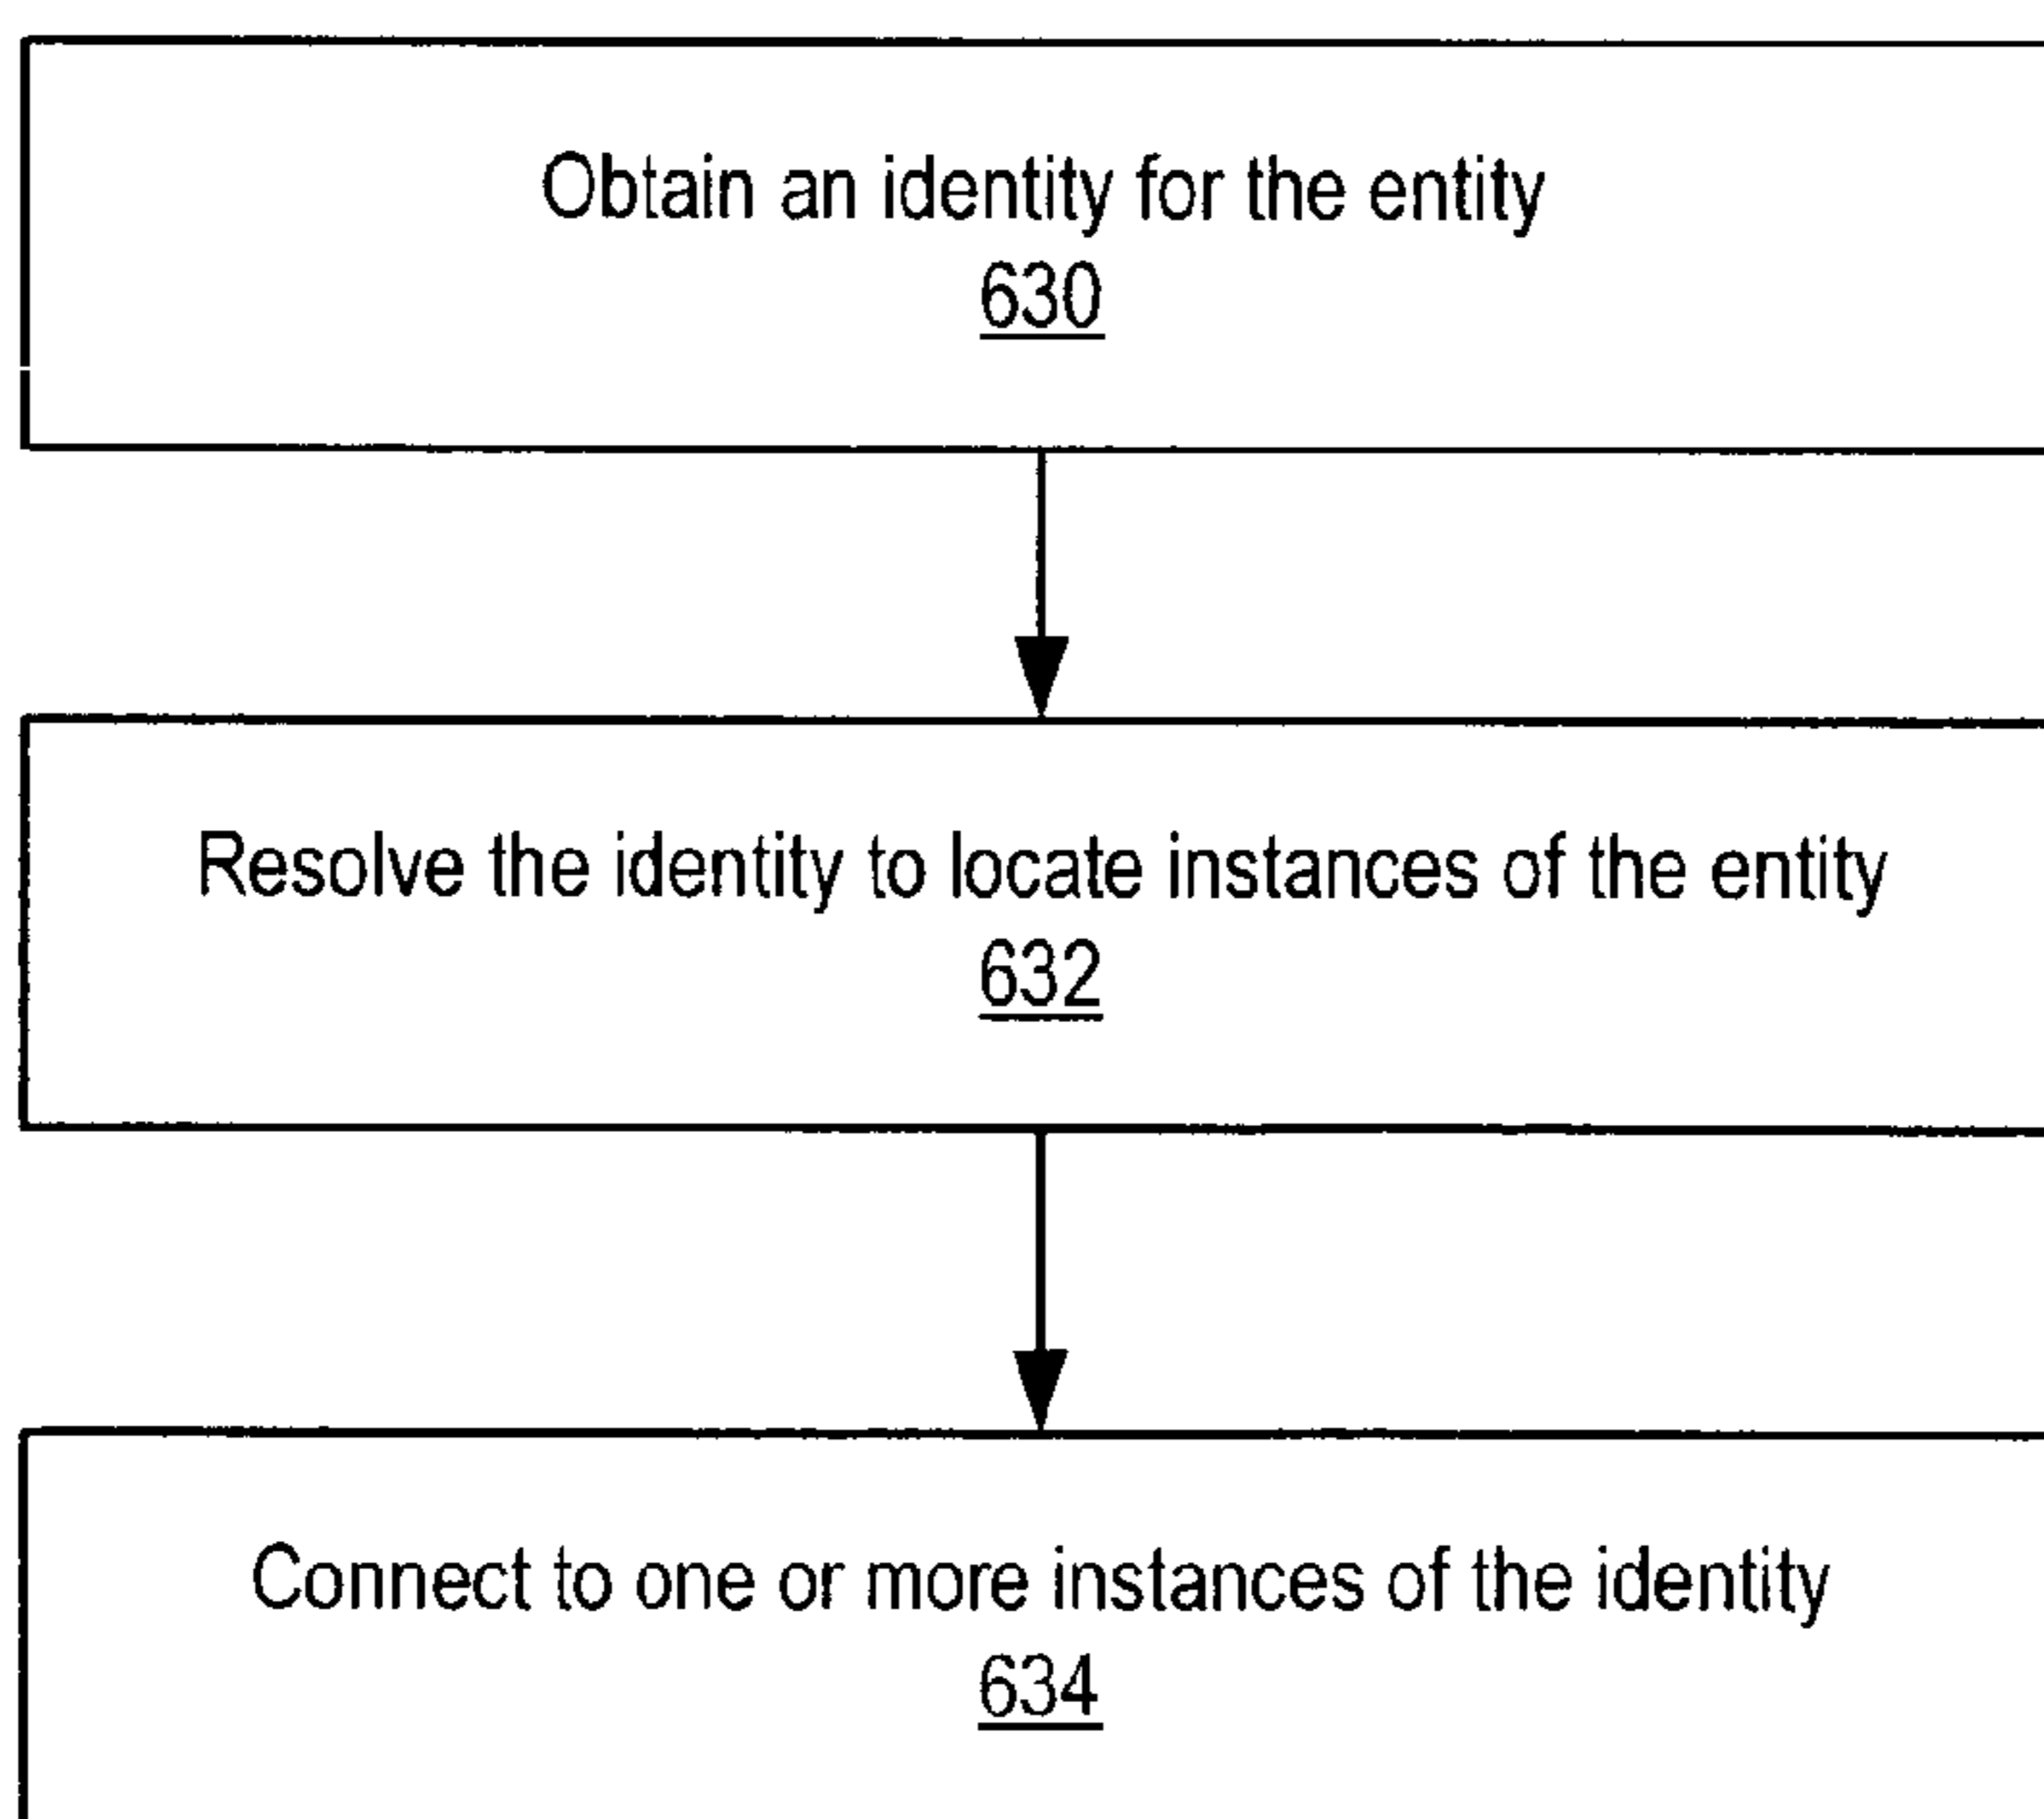 Obtain an identity for the entity
630
Resolve the identity to locate instances of the entity
632
Connect to one or more instances of the identity
634